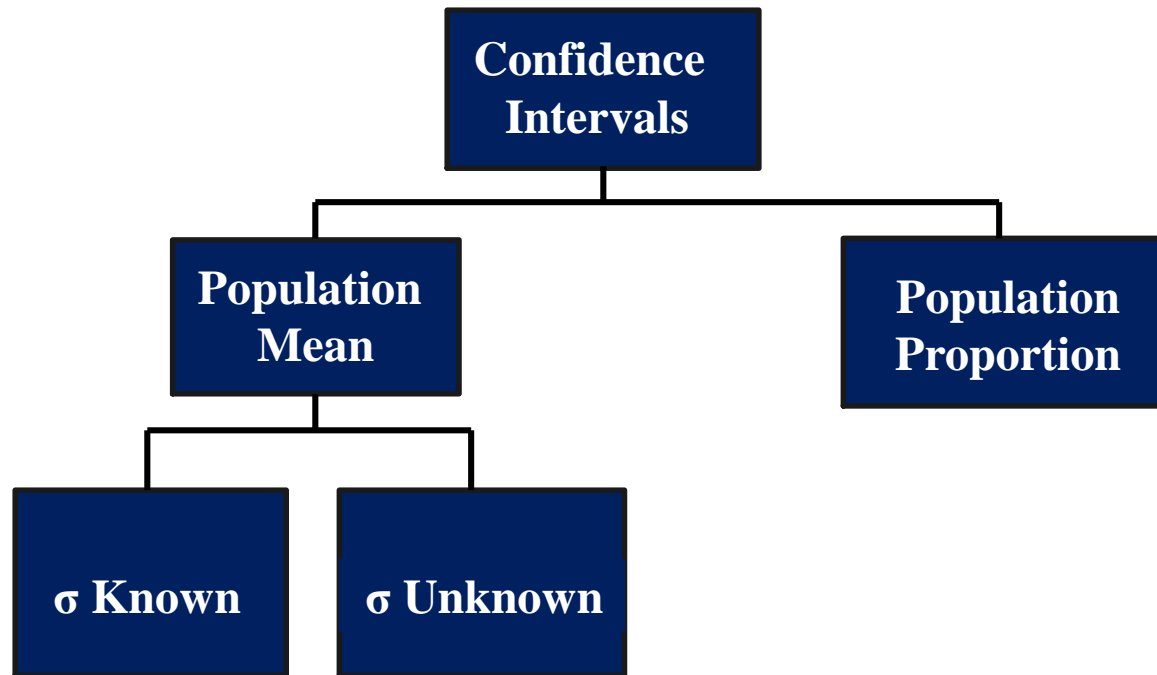 Confidence
Intervals
Population
Mean
Population
Proportion
σ Known
σ Unknown